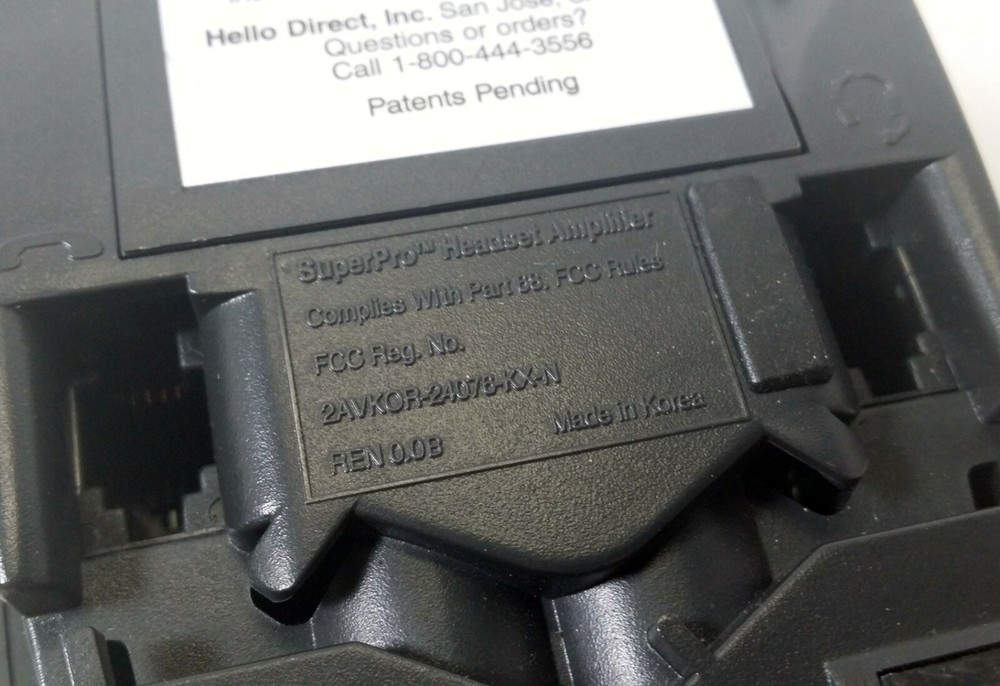 Hello Direct, Inc. San Jose,
Questions or orders?
Call 1-800-444-3556
Patents Pending
SuperPro™ Headset Amplifier
Complies With Part 68, FCC Rules
FCC Reg. No.
2AVKOR-24078-KX-N
REN 0.0B
Made in Korea